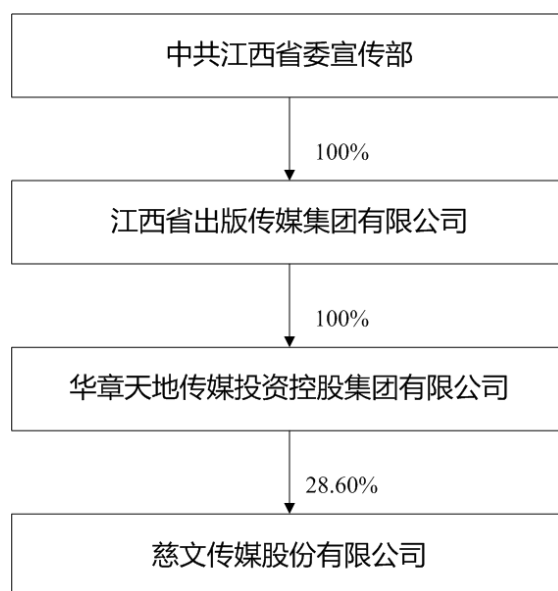 中共江西省委宣传部
100%
江西省出版传媒集团有限公司
100%
华章天地传媒投资控股集团有限公司
28.60%
慈文传媒股份有限公司